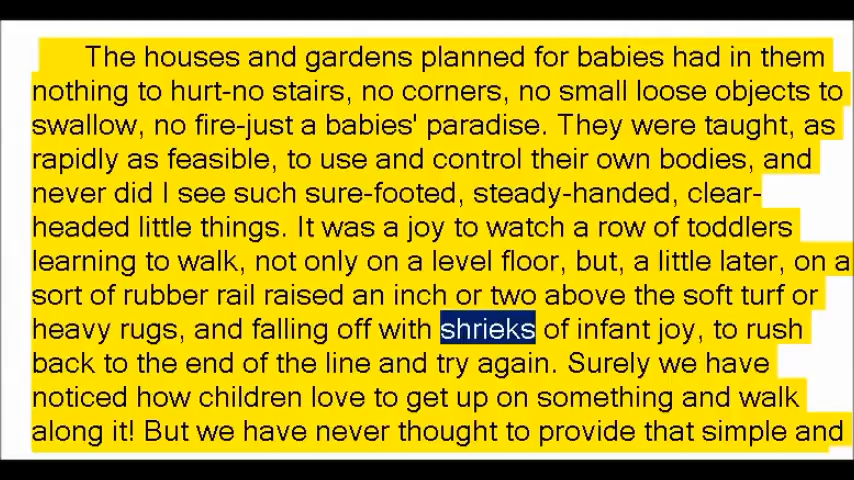 The houses and gardens planned for babies had in them
nothing to hurt-no stairs, no corners, no small loose objects to
swallow, no fire-just a babies' paradise. They were taught, as
rapidly as feasible, to use and control their own bodies, and
never did I see such sure-footed, steady-handed, clear-
headed little things. It was a joy to watch a row of toddlers
learning to walk, not only on a level floor, but, a little later, on a
sort of rubber rail raised an inch or two above the soft turf or
heavy rugs, and falling off with shrieks of infant joy, to rush
back to the end of the line and try again. Surely we have
noticed how children love to get up on something and walk
along it! But we have never thought to provide that simple and